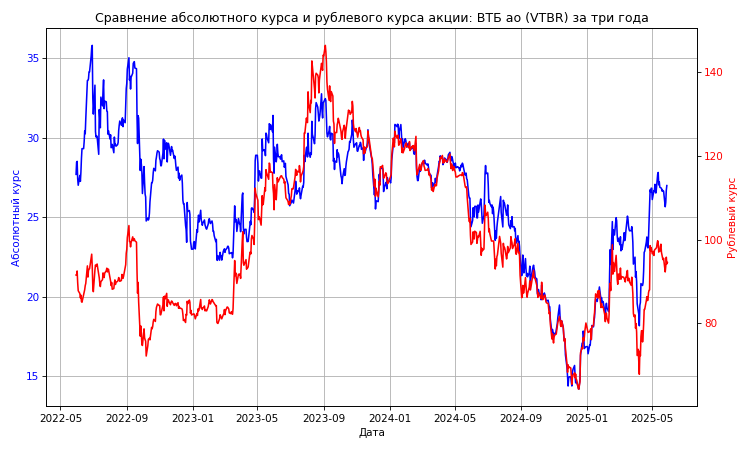 Сравнение абсолютного курса и рублевого курса акции: ВТБ ао (VTBR) за три года
Абсолютный курс
35
30
25
20
15
140
120
100
80
Рублевый курс
2022-05 2022-09 2023-01 2023-05 2023-09 2024-01 2024-05 2024-09 2025-01 2025-05
Дата